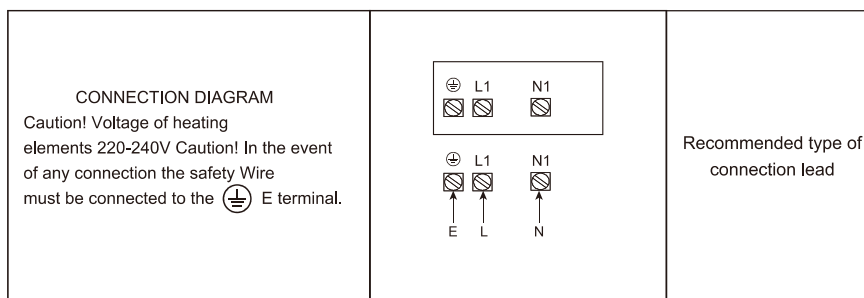 CONNECTION DIAGRAM
Caution! Voltage of heating
elements 220-240V Caution! In the event
of any connection the safety Wire
must be connected to the ⏚ E terminal.
L1 N1
L1 N1
E L N
Recommended type of
connection lead